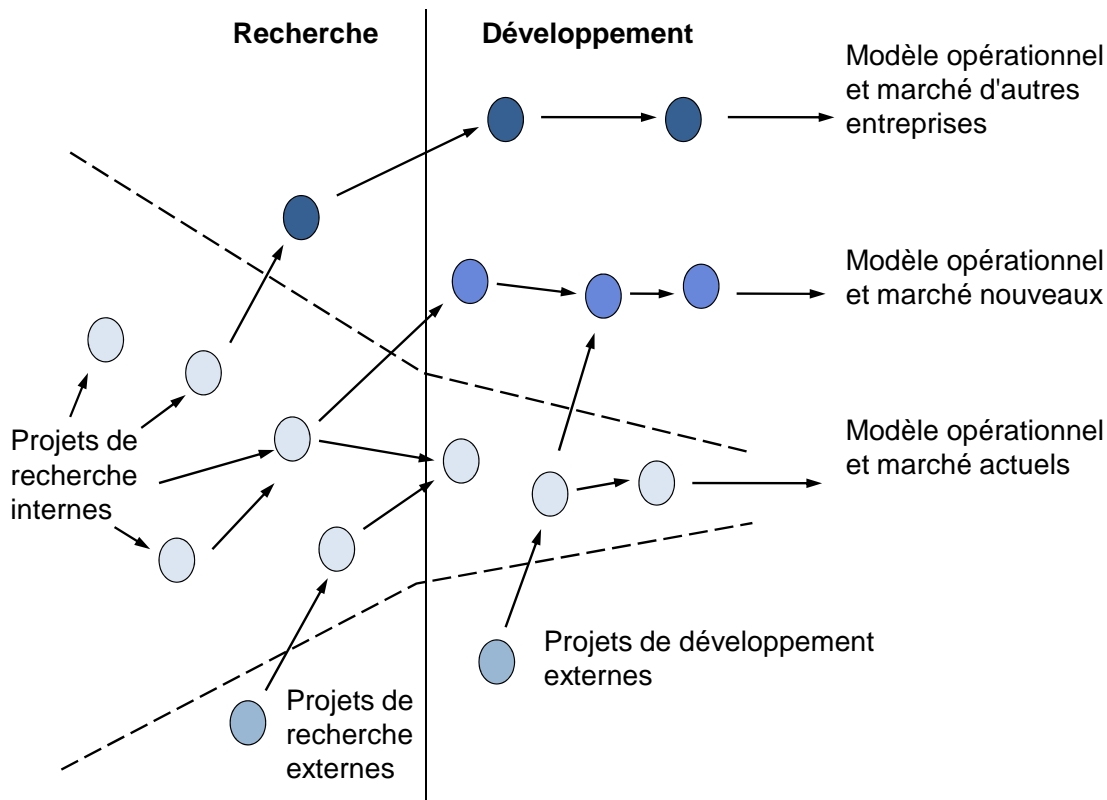 Recherche
Développement
Modèle opérationnel
et marché d'autres
entreprises
Modèle opérationnel
et marché nouveaux
Projets de
recherche
internes
Modèle opérationnel
et marché actuels
Projets de développement
externes
Projets de
recherche
externes